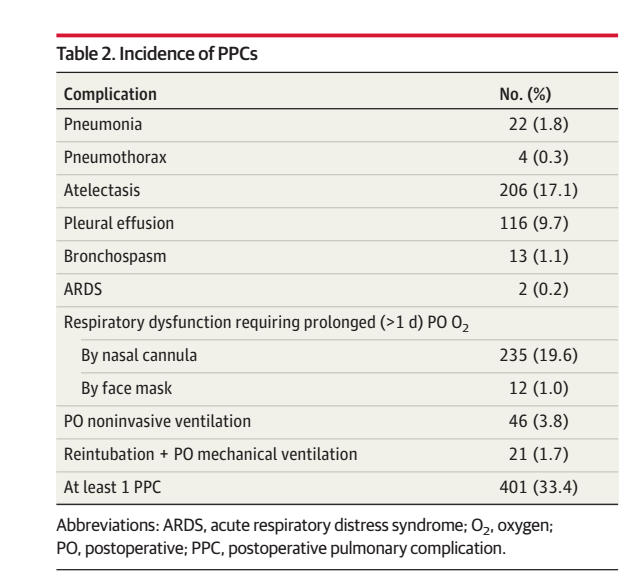 Table 2. Incidence of PPCs
Complication No. (%)
Pneumonia 22 (1.8)
Pneumothorax 4 (0.3)
Atelectasis 206 (17.1)
Pleural effusion 116 (9.7)
Bronchospasm 13 (1.1)
ARDS 2 (0.2)
Respiratory dysfunction requiring prolonged (>1 d) PO O₂
By nasal cannula 235 (19.6)
By face mask 12 (1.0)
PO noninvasive ventilation 46 (3.8)
Reintubation + PO mechanical ventilation 21 (1.7)
At least 1 PPC 401 (33.4)
Abbreviations: ARDS, acute respiratory distress syndrome; O₂, oxygen;
PO, postoperative; PPC, postoperative pulmonary complication.